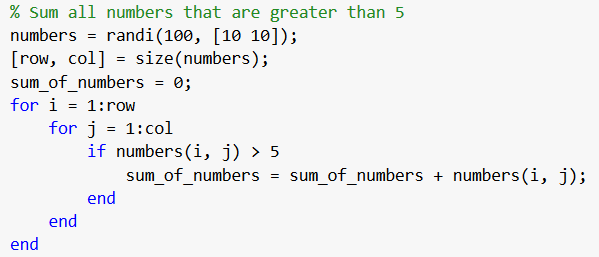 % Sum all numbers that are greater than 5
numbers = randi(100, [10 10]);
[row, col] = size(numbers);
sum_of_numbers = 0;
for i = 1:row
    for j = 1:col
        if numbers(i, j) > 5
            sum_of_numbers = sum_of_numbers + numbers(i, j);
        end
    end
end